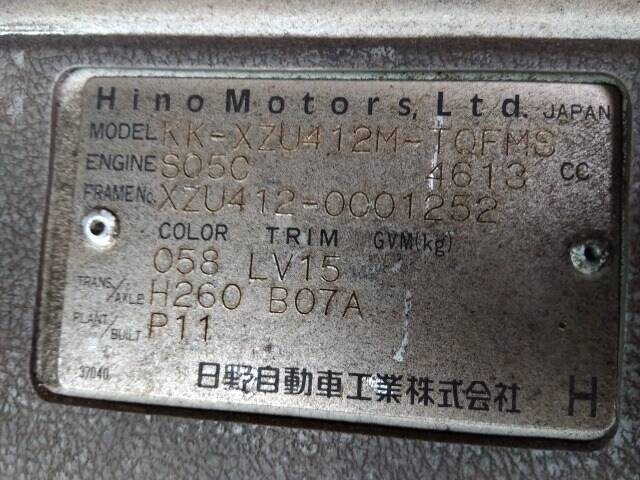 Hino Motors, Ltd. JAPAN
MODEL KK-XZU412M-TQFMS
ENGINE S05C 4613 CC
FRAME No. XZU412-0001252
COLOR TRIM GVM(kg)
058 LV15
TRANS/AXLE H260 B07A
PLANT/BUILT P11
37040 日野自動車工業株式会社 H